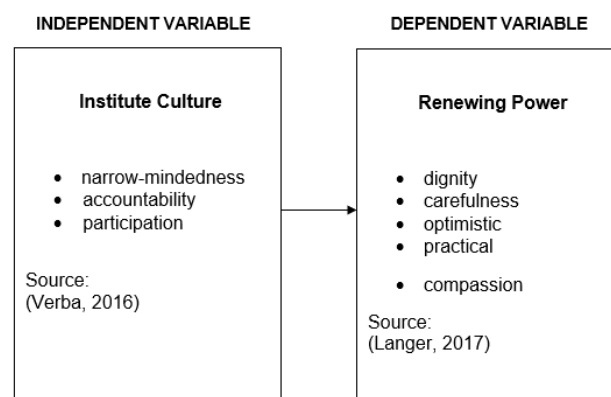 INDEPENDENT VARIABLE
Institute Culture
• narrow-mindedness
• accountability
• participation
Source:
(Verba, 2016)
DEPENDENT VARIABLE
Renewing Power
• dignity
• carefulness
• optimistic
• practical
• compassion
Source:
(Langer, 2017)